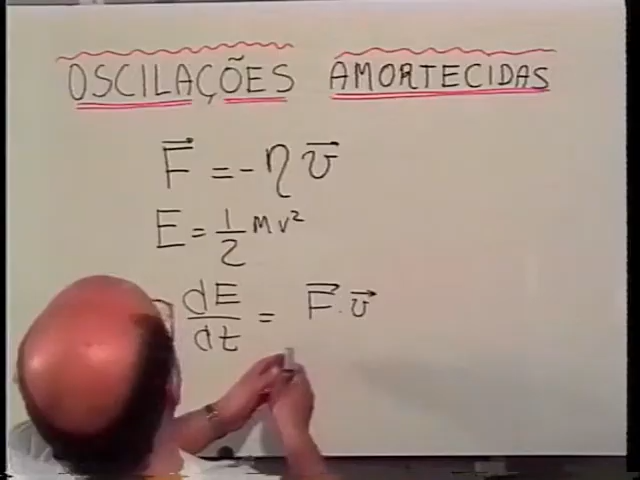 OSCILAÇÕES AMORTECIDAS
F⃗ = -η v⃗
E = 1/2 mv²
dE/dt = F⃗ . v⃗